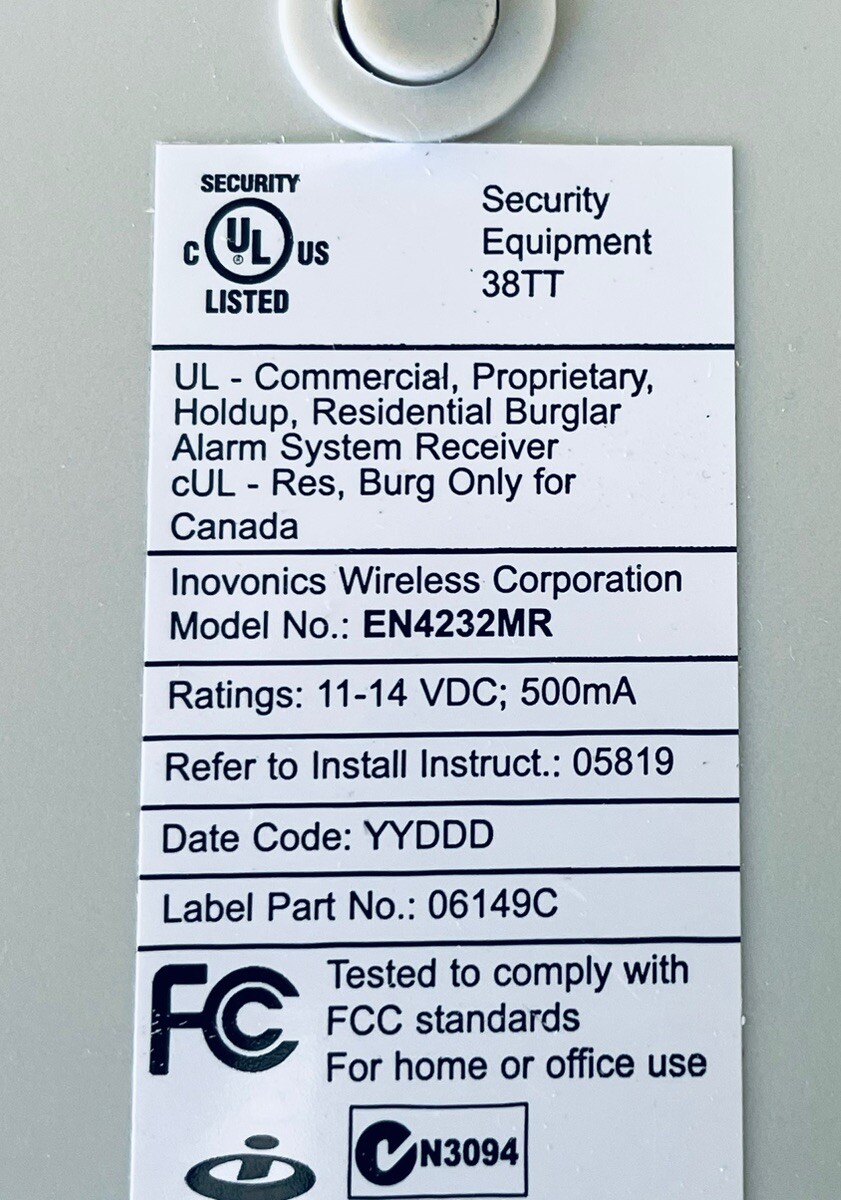 SECURITY
C UL ® US
LISTED
Security
Equipment
38TT
UL - Commercial, Proprietary,
Holdup, Residential Burglar
Alarm System Receiver
cUL - Res, Burg Only for
Canada
Inovonics Wireless Corporation
Model No.: EN4232MR
Ratings: 11-14 VDC; 500mA
Refer to Install Instruct.: 05819
Date Code: YYDDD
Label Part No.: 06149C
FC
Tested to comply with
FCC standards
For home or office use
N3094